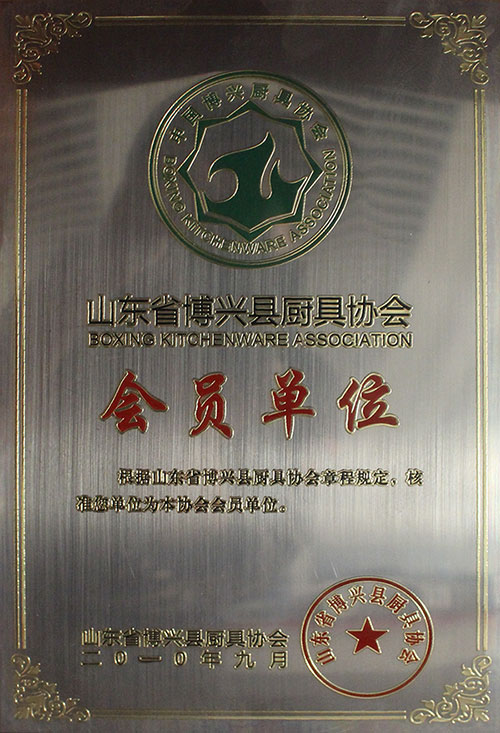 中国博兴厨具协会
BOXING KITCHENWARE ASSOCIATION
山东省博兴县厨具协会
BOXING KITCHENWARE ASSOCIATION
会员单位
根据山东省博兴县厨具协会章程规定，核
准您单位为本协会会员单位。
山东省博兴县厨具协会
二〇一〇年九月
山东省博兴县厨具协会